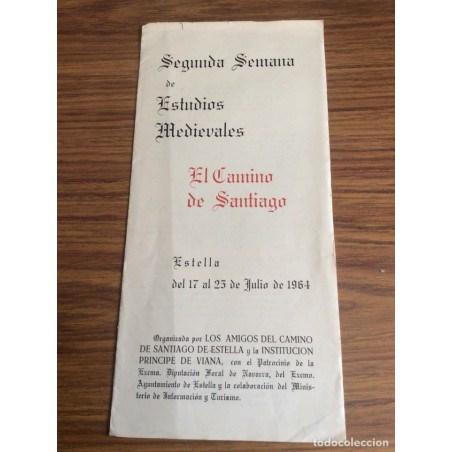 Segunda Semana
de
Estudios
Medievales
El Camino
de Santiago
Estella
del 17 al 25 de Julio de 1964
Organizada por LOS AMIGOS DEL CAMINO
DE SANTIAGO DE ESTELLA y la INSTITUCION
PRINCIPE DE VIANA, con el Patrocinio de la
Excma. Diputación Foral de Navarra, del Excmo.
Ayuntamiento de Estella y la colaboración del Minis-
terio de Información y Turismo.
todocoleccion